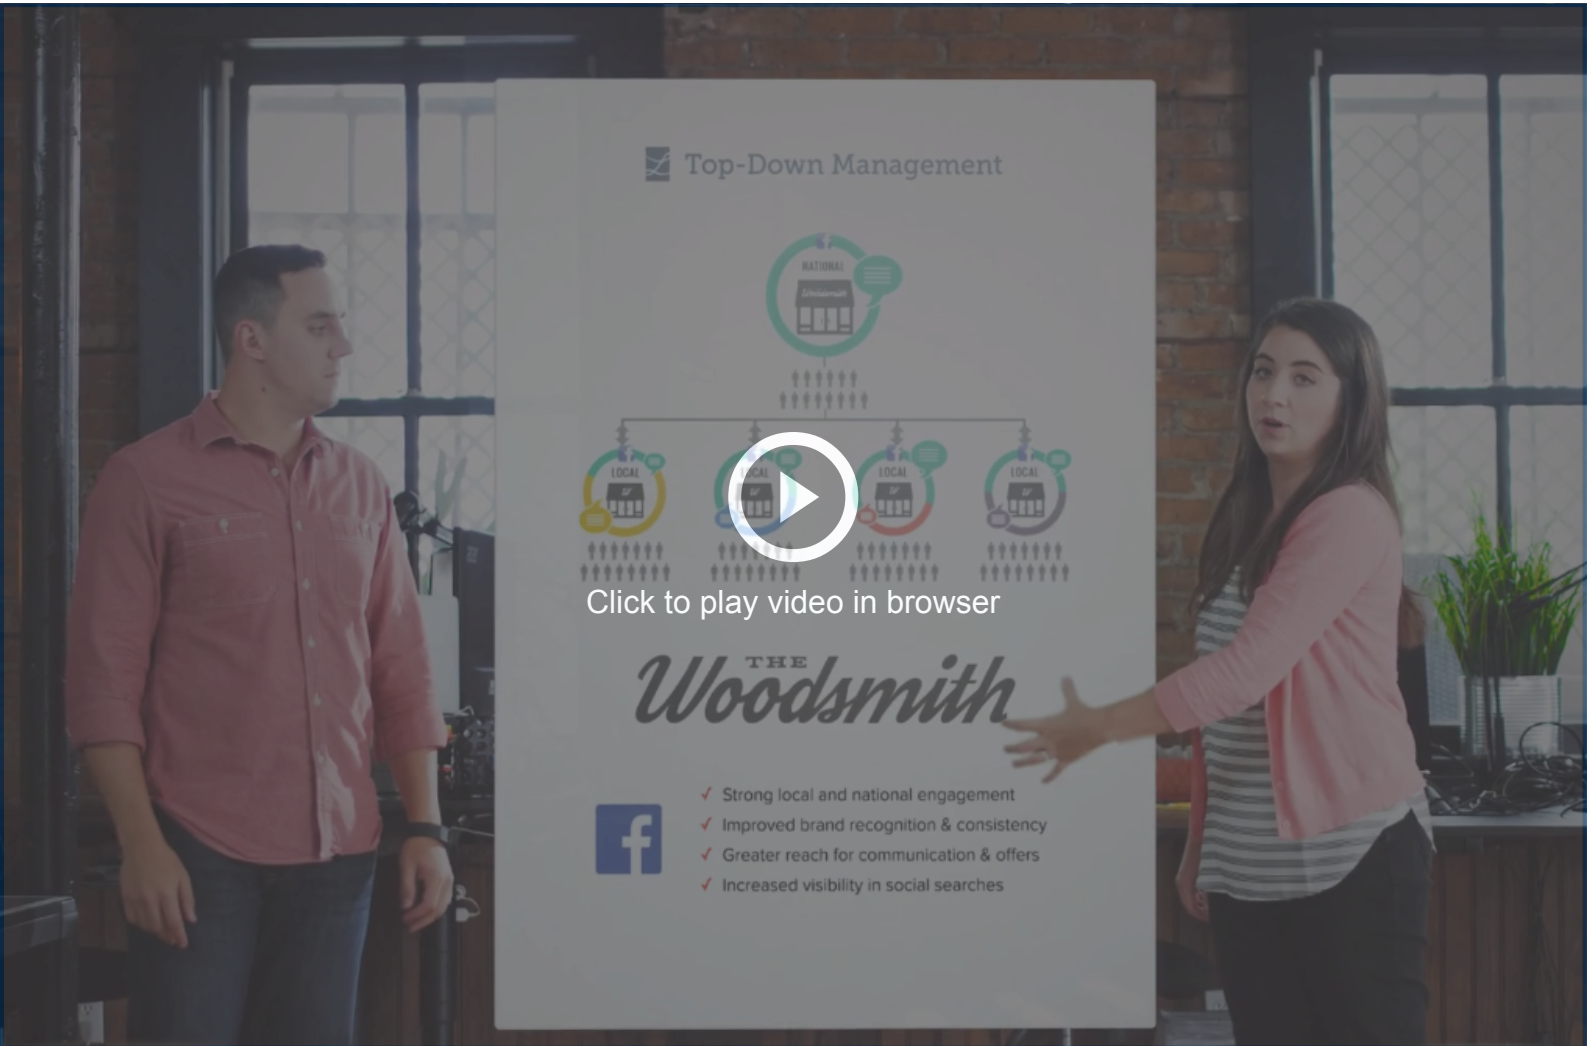 Top-Down Management
NATIONAL
Woodsmith
LOCAL
LOCAL
LOCAL
LOCAL
Click to play video in browser
THE
Woodsmith
f
Strong local and national engagement
Improved brand recognition & consistency
Greater reach for communication & offers
Increased visibility in social searches